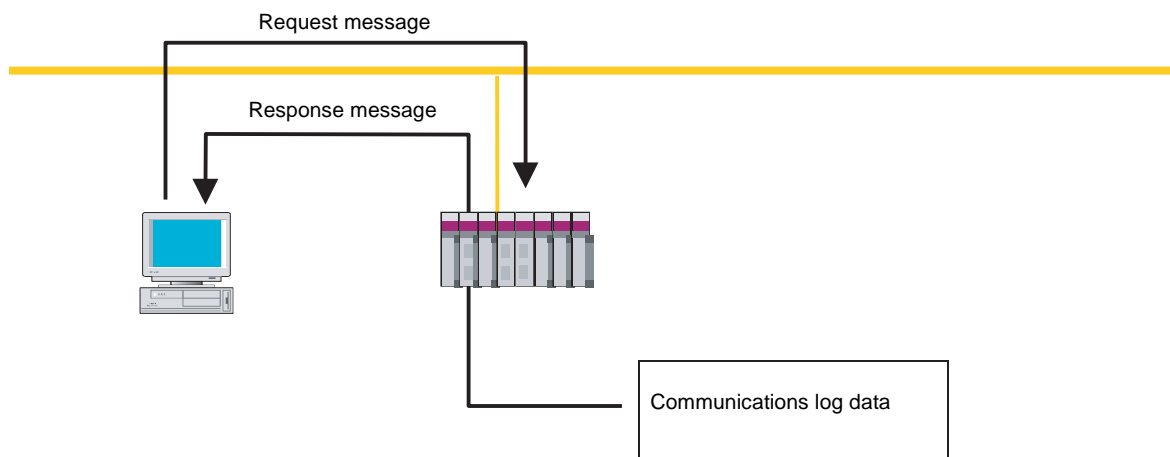 Request message
Response message
Communications log data